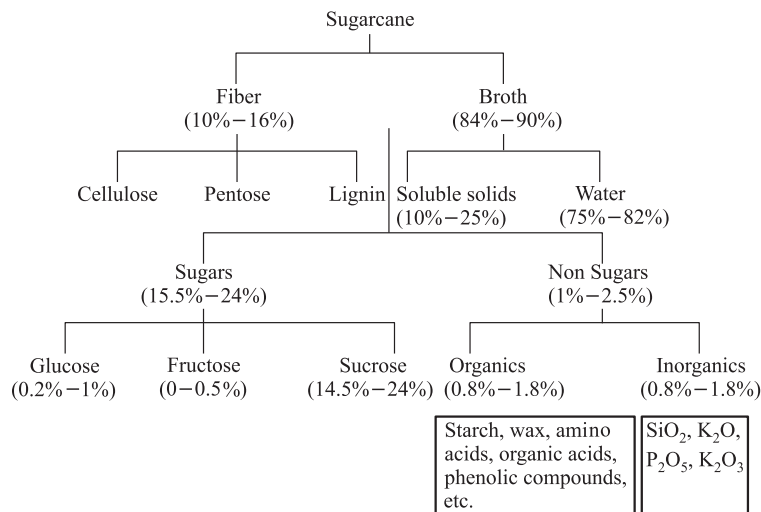 Sugarcane
Fiber Broth
(10%−16%) (84%−90%)
Cellulose Pentose Lignin Soluble solids Water
(10%−25%) (75%−82%)
Sugars Non Sugars
(15.5%−24%) (1%−2.5%)
Glucose Fructose Sucrose Organics Inorganics
(0.2%−1%) (0−0.5%) (14.5%−24%) (0.8%−1.8%) (0.8%−1.8%)
Starch, wax, amino
acids, organic acids,
phenolic compounds,
etc.
SiO₂, K₂O,
P₂O₅, K₂O₃